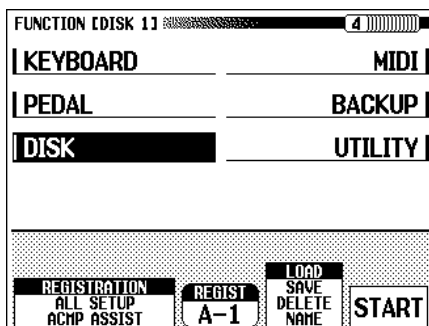 FUNCTION [DISK 1] 4
KEYBOARD MIDI
PEDAL BACKUP
DISK UTILITY
REGISTRATION
ALL SETUP
ACMP ASSIST
REGIST
A-1
LOAD
SAVE
DELETE
NAME
START